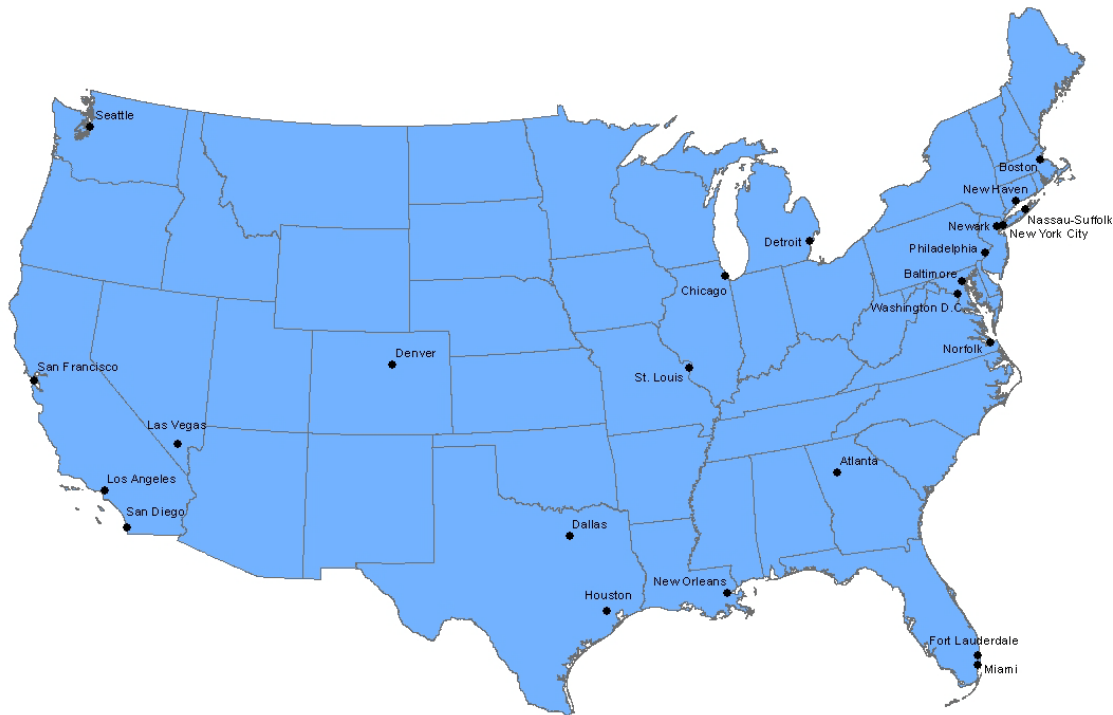 Seattle
Boston
New Haven
Nassau-Suffolk
Newark
New York City
Detroit
Philadelphia
Baltimore
Chicago
Washington D.C.
Norfolk
Denver
San Francisco
St. Louis
Las Vegas
Atlanta
Los Angeles
San Diego
Dallas
New Orleans
Houston
Fort Lauderdale
Miami